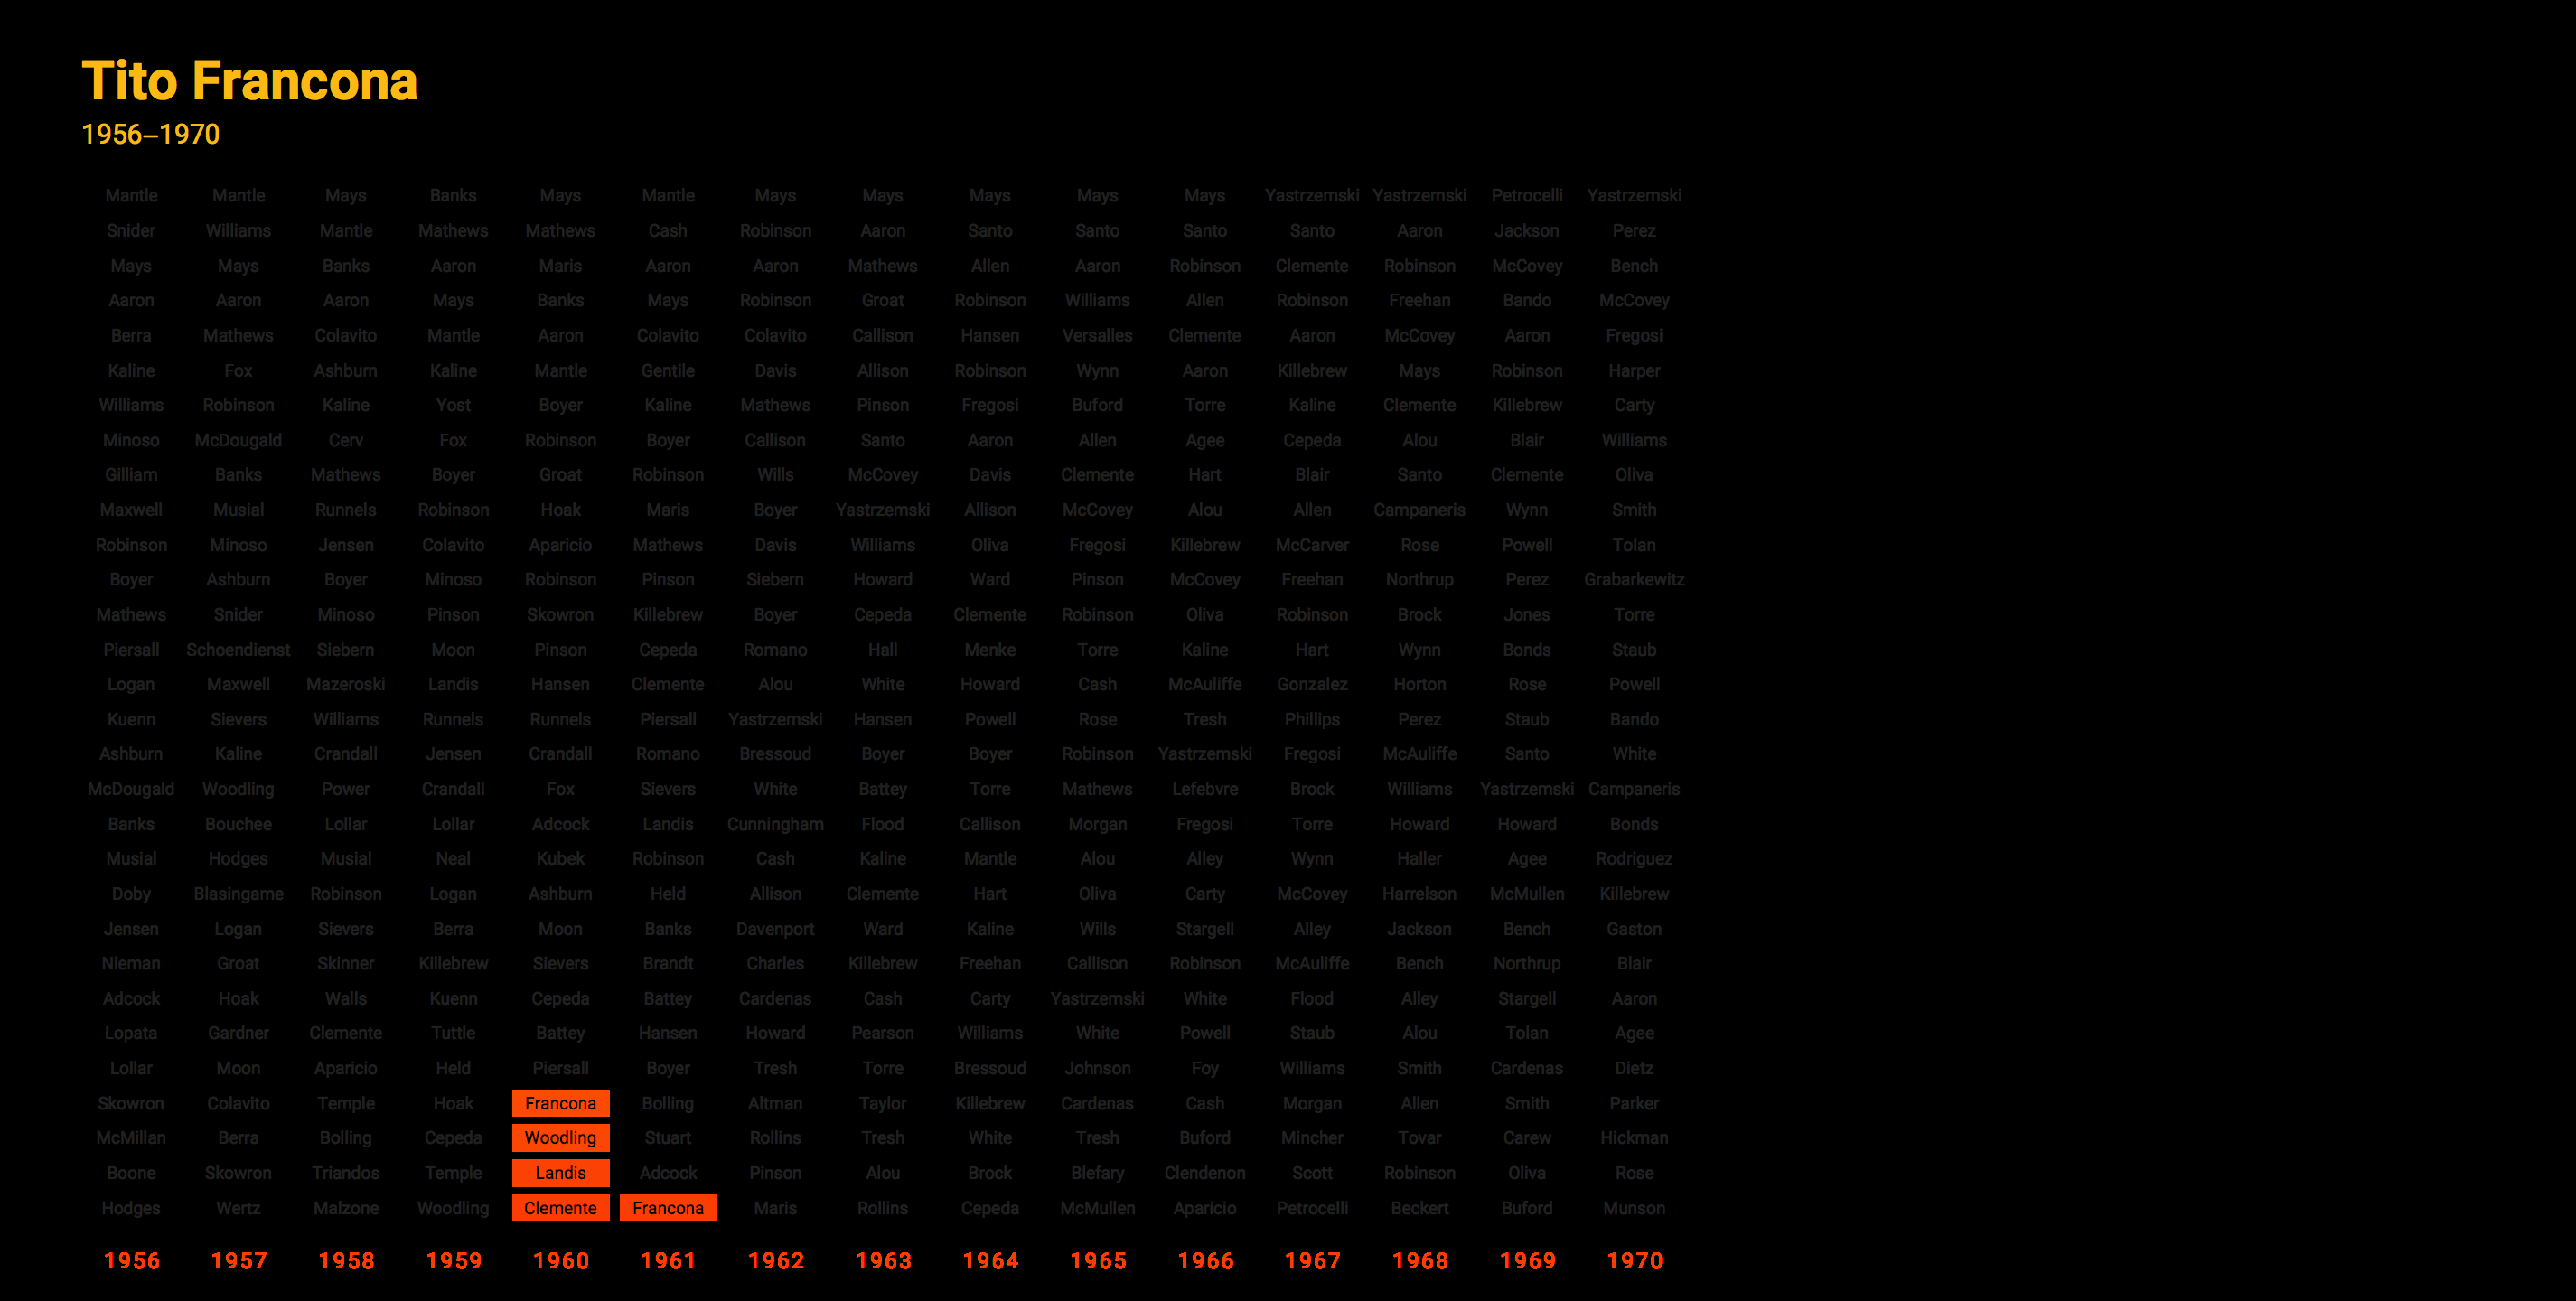 Tito Francona
1956–1970
Mantle Mantle Mays Banks Mays Mantle Mays Mays Mays Mays Mays Yastrzemski Yastrzemski Petrocelli Yastrzemski
Snider Williams Mantle Mathews Mathews Cash Robinson Aaron Santo Santo Santo Santo Aaron Jackson Perez
Mays Mays Banks Aaron Maris Aaron Aaron Mathews Allen Aaron Robinson Clemente Robinson McCovey Bench
Aaron Aaron Aaron Mays Banks Mays Robinson Groat Robinson Williams Allen Robinson Freehan Bando McCovey
Berra Mathews Colavito Mantle Aaron Colavito Colavito Callison Hansen Versalles Clemente Aaron McCovey Aaron Fregosi
Kaline Fox Ashburn Kaline Mantle Gentile Davis Allison Robinson Wynn Aaron Killebrew Mays Robinson Harper
Williams Robinson Kaline Yost Boyer Kaline Mathews Pinson Fregosi Buford Torre Kaline Clemente Killebrew Carty
Minoso McDougald Cerv Fox Robinson Boyer Callison Santo Aaron Allen Agee Cepeda Alou Blair Williams
Gilliam Banks Mathews Boyer Groat Robinson Wills McCovey Davis Clemente Hart Blair Santo Clemente Oliva
Maxwell Musial Runnels Robinson Hoak Maris Boyer Yastrzemski Allison McCovey Alou Allen Campaneris Wynn Smith
Robinson Minoso Jensen Colavito Aparicio Mathews Davis Williams Oliva Fregosi Killebrew McCarver Rose Powell Tolan
Boyer Ashburn Boyer Minoso Robinson Pinson Siebern Howard Ward Pinson McCovey Freehan Northrup Perez Grabarkewitz
Mathews Snider Minoso Pinson Skowron Killebrew Boyer Cepeda Clemente Robinson Oliva Robinson Brock Jones Torre
Piersall Schoendienst Siebern Moon Pinson Cepeda Romano Hall Menke Torre Kaline Hart Wynn Bonds Staub
Logan Maxwell Mazeroski Landis Hansen Clemente Alou White Howard Cash McAuliffe Gonzalez Horton Rose Powell
Kuenn Sievers Williams Runnels Runnels Piersall Yastrzemski Hansen Powell Rose Tresh Phillips Perez Staub Bando
Ashburn Kaline Crandall Jensen Crandall Romano Bressoud Boyer Boyer Robinson Yastrzemski Fregosi McAuliffe Santo White
McDougald Woodling Power Crandall Fox Sievers White Battey Torre Mathews Lefebvre Brock Williams Yastrzemski Campaneris
Banks Bouchee Lollar Lollar Adcock Landis Cunningham Flood Callison Morgan Fregosi Torre Howard Howard Bonds
Musial Hodges Musial Neal Kubek Robinson Cash Kaline Mantle Alou Alley Wynn Haller Agee Rodriguez
Doby Blasingame Robinson Logan Ashburn Held Allison Clemente Hart Oliva Carty McCovey Harrelson McMullen Killebrew
Jensen Logan Sievers Berra Moon Banks Davenport Ward Kaline Wills Stargell Alley Jackson Bench Gaston
Nieman Groat Skinner Killebrew Sievers Brandt Charles Killebrew Freehan Callison Robinson McAuliffe Bench Northrup Blair
Adcock Hoak Walls Kuenn Cepeda Battey Cardenas Cash Carty Yastrzemski White Flood Alley Stargell Aaron
Lopata Gardner Clemente Tuttle Battey Hansen Howard Pearson Williams White Powell Staub Alou Tolan Agee
Lollar Moon Aparicio Held Piersall Boyer Tresh Torre Bressoud Johnson Foy Williams Smith Cardenas Dietz
Skowron Colavito Temple Hoak Francona Bolling Altman Taylor Killebrew Cardenas Cash Morgan Allen Smith Parker
McMillan Berra Bolling Cepeda Woodling Stuart Rollins Tresh White Tresh Buford Mincher Tovar Carew Hickman
Boone Skowron Triandos Temple Landis Adcock Pinson Alou Brock Blefary Clendenon Scott Robinson Oliva Rose
Hodges Wertz Malzone Woodling Clemente Francona Maris Rollins Cepeda McMullen Aparicio Petrocelli Beckert Buford Munson
1956 1957 1958 1959 1960 1961 1962 1963 1964 1965 1966 1967 1968 1969 1970